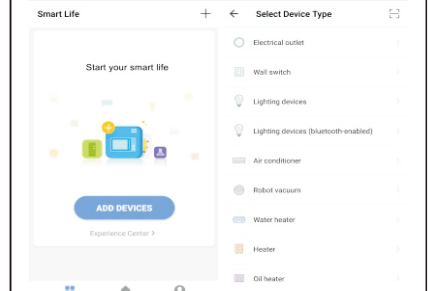 Smart Life
Start your smart life
ADD DEVICES
Experience Center >
Select Device Type
Electrical outlet
Wall switch
Lighting devices
Lighting devices (bluetooth-enabled)
Air conditioner
Robot vacuum
Water heater
Heater
Oil heater